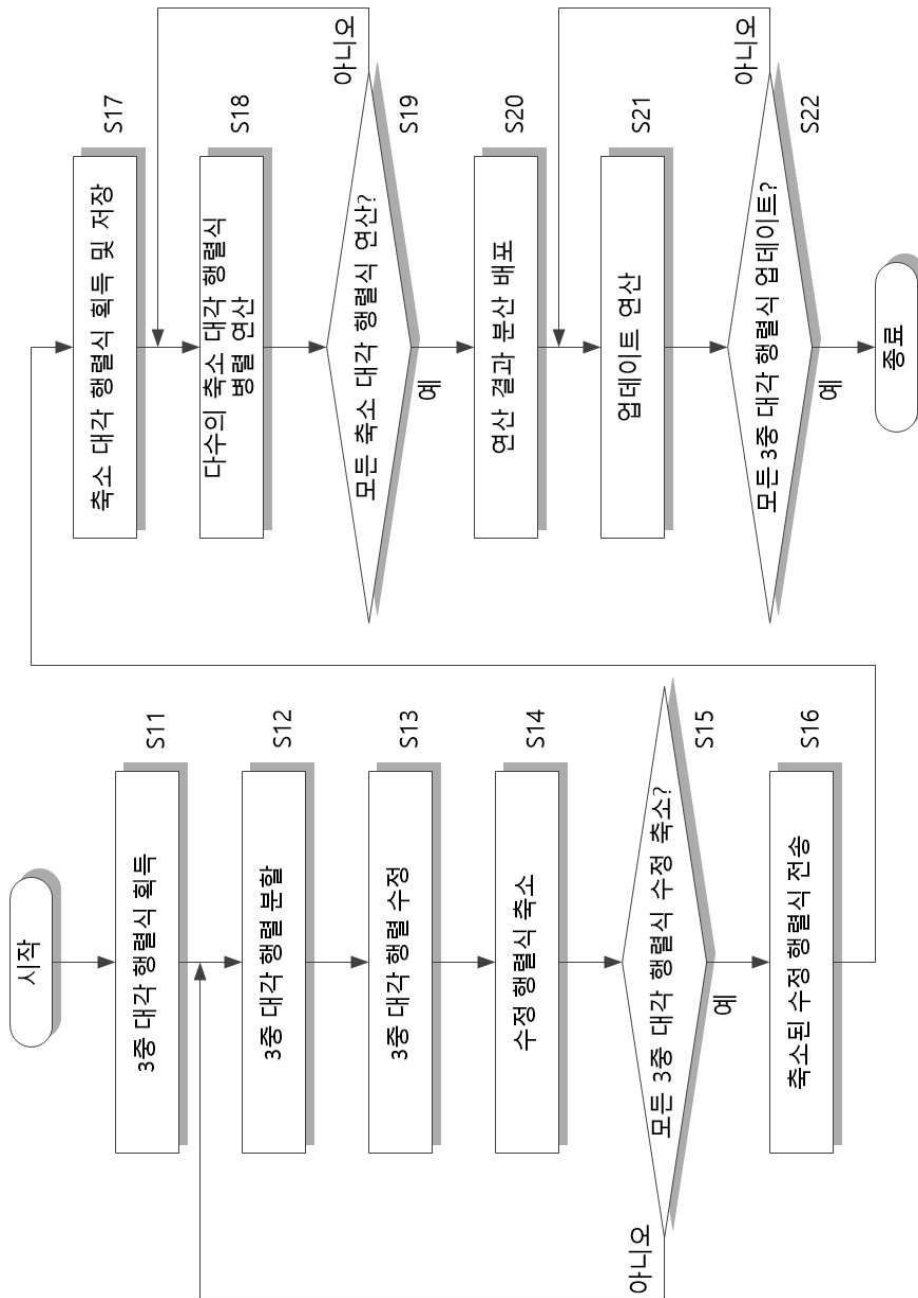 시작
3중 대각 행렬식 획득
S11
3중 대각 행렬 분할
S12
3중 대각 행렬 수정
S13
수정 행렬식 축소
S14
모든 3중 대각 행렬식 수정 축소?
S15
아니오
예
축소된 수정 행렬식 전송
S16
축소 대각 행렬식 획득 및 저장
S17
다수의 축소 대각 행렬식
병렬 연산
S18
모든 축소 대각 행렬식 연산?
S19
아니오
예
연산 결과 분산 배포
S20
업데이트 연산
S21
모든 3중 대각 행렬식 업데이트?
S22
아니오
예
종료